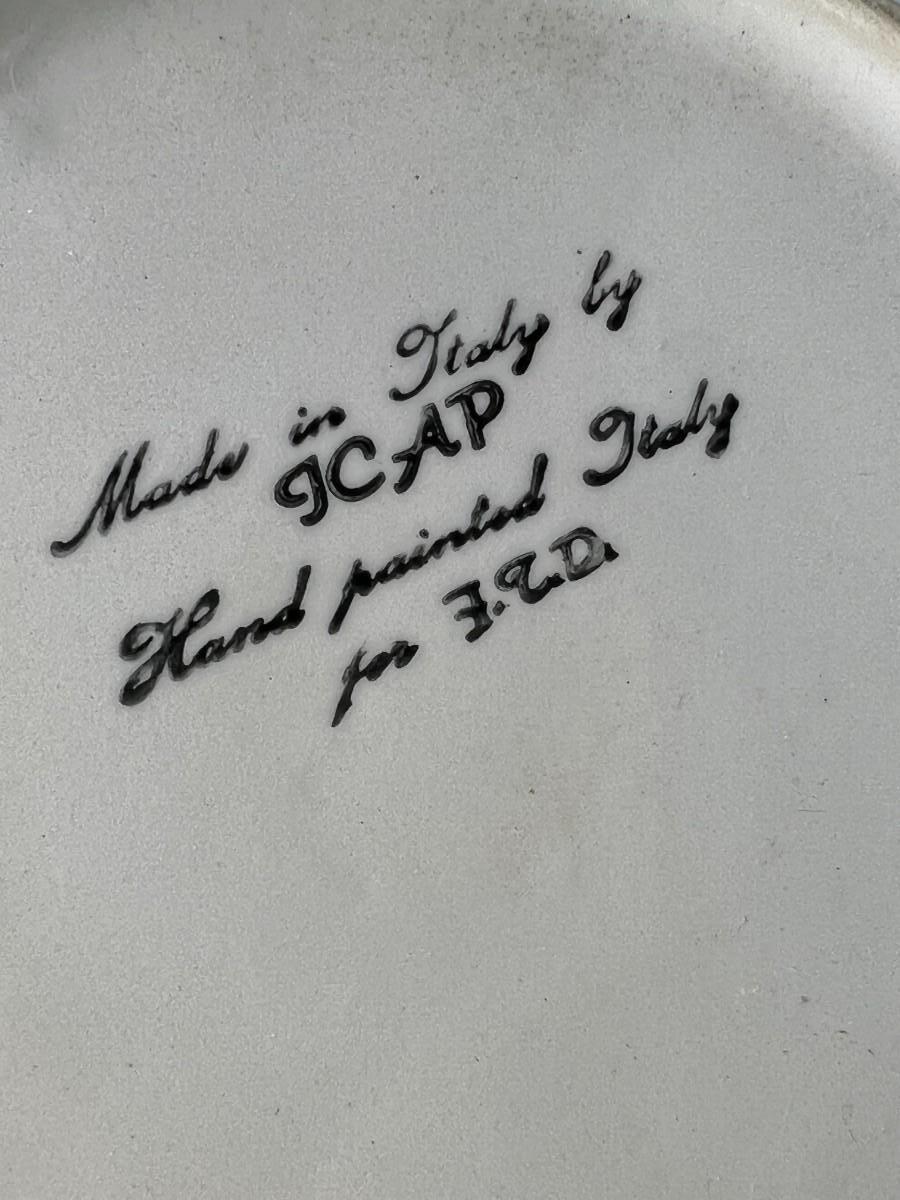 Made in Italy by
ICAP
Hand painted Italy
for F.T.D.